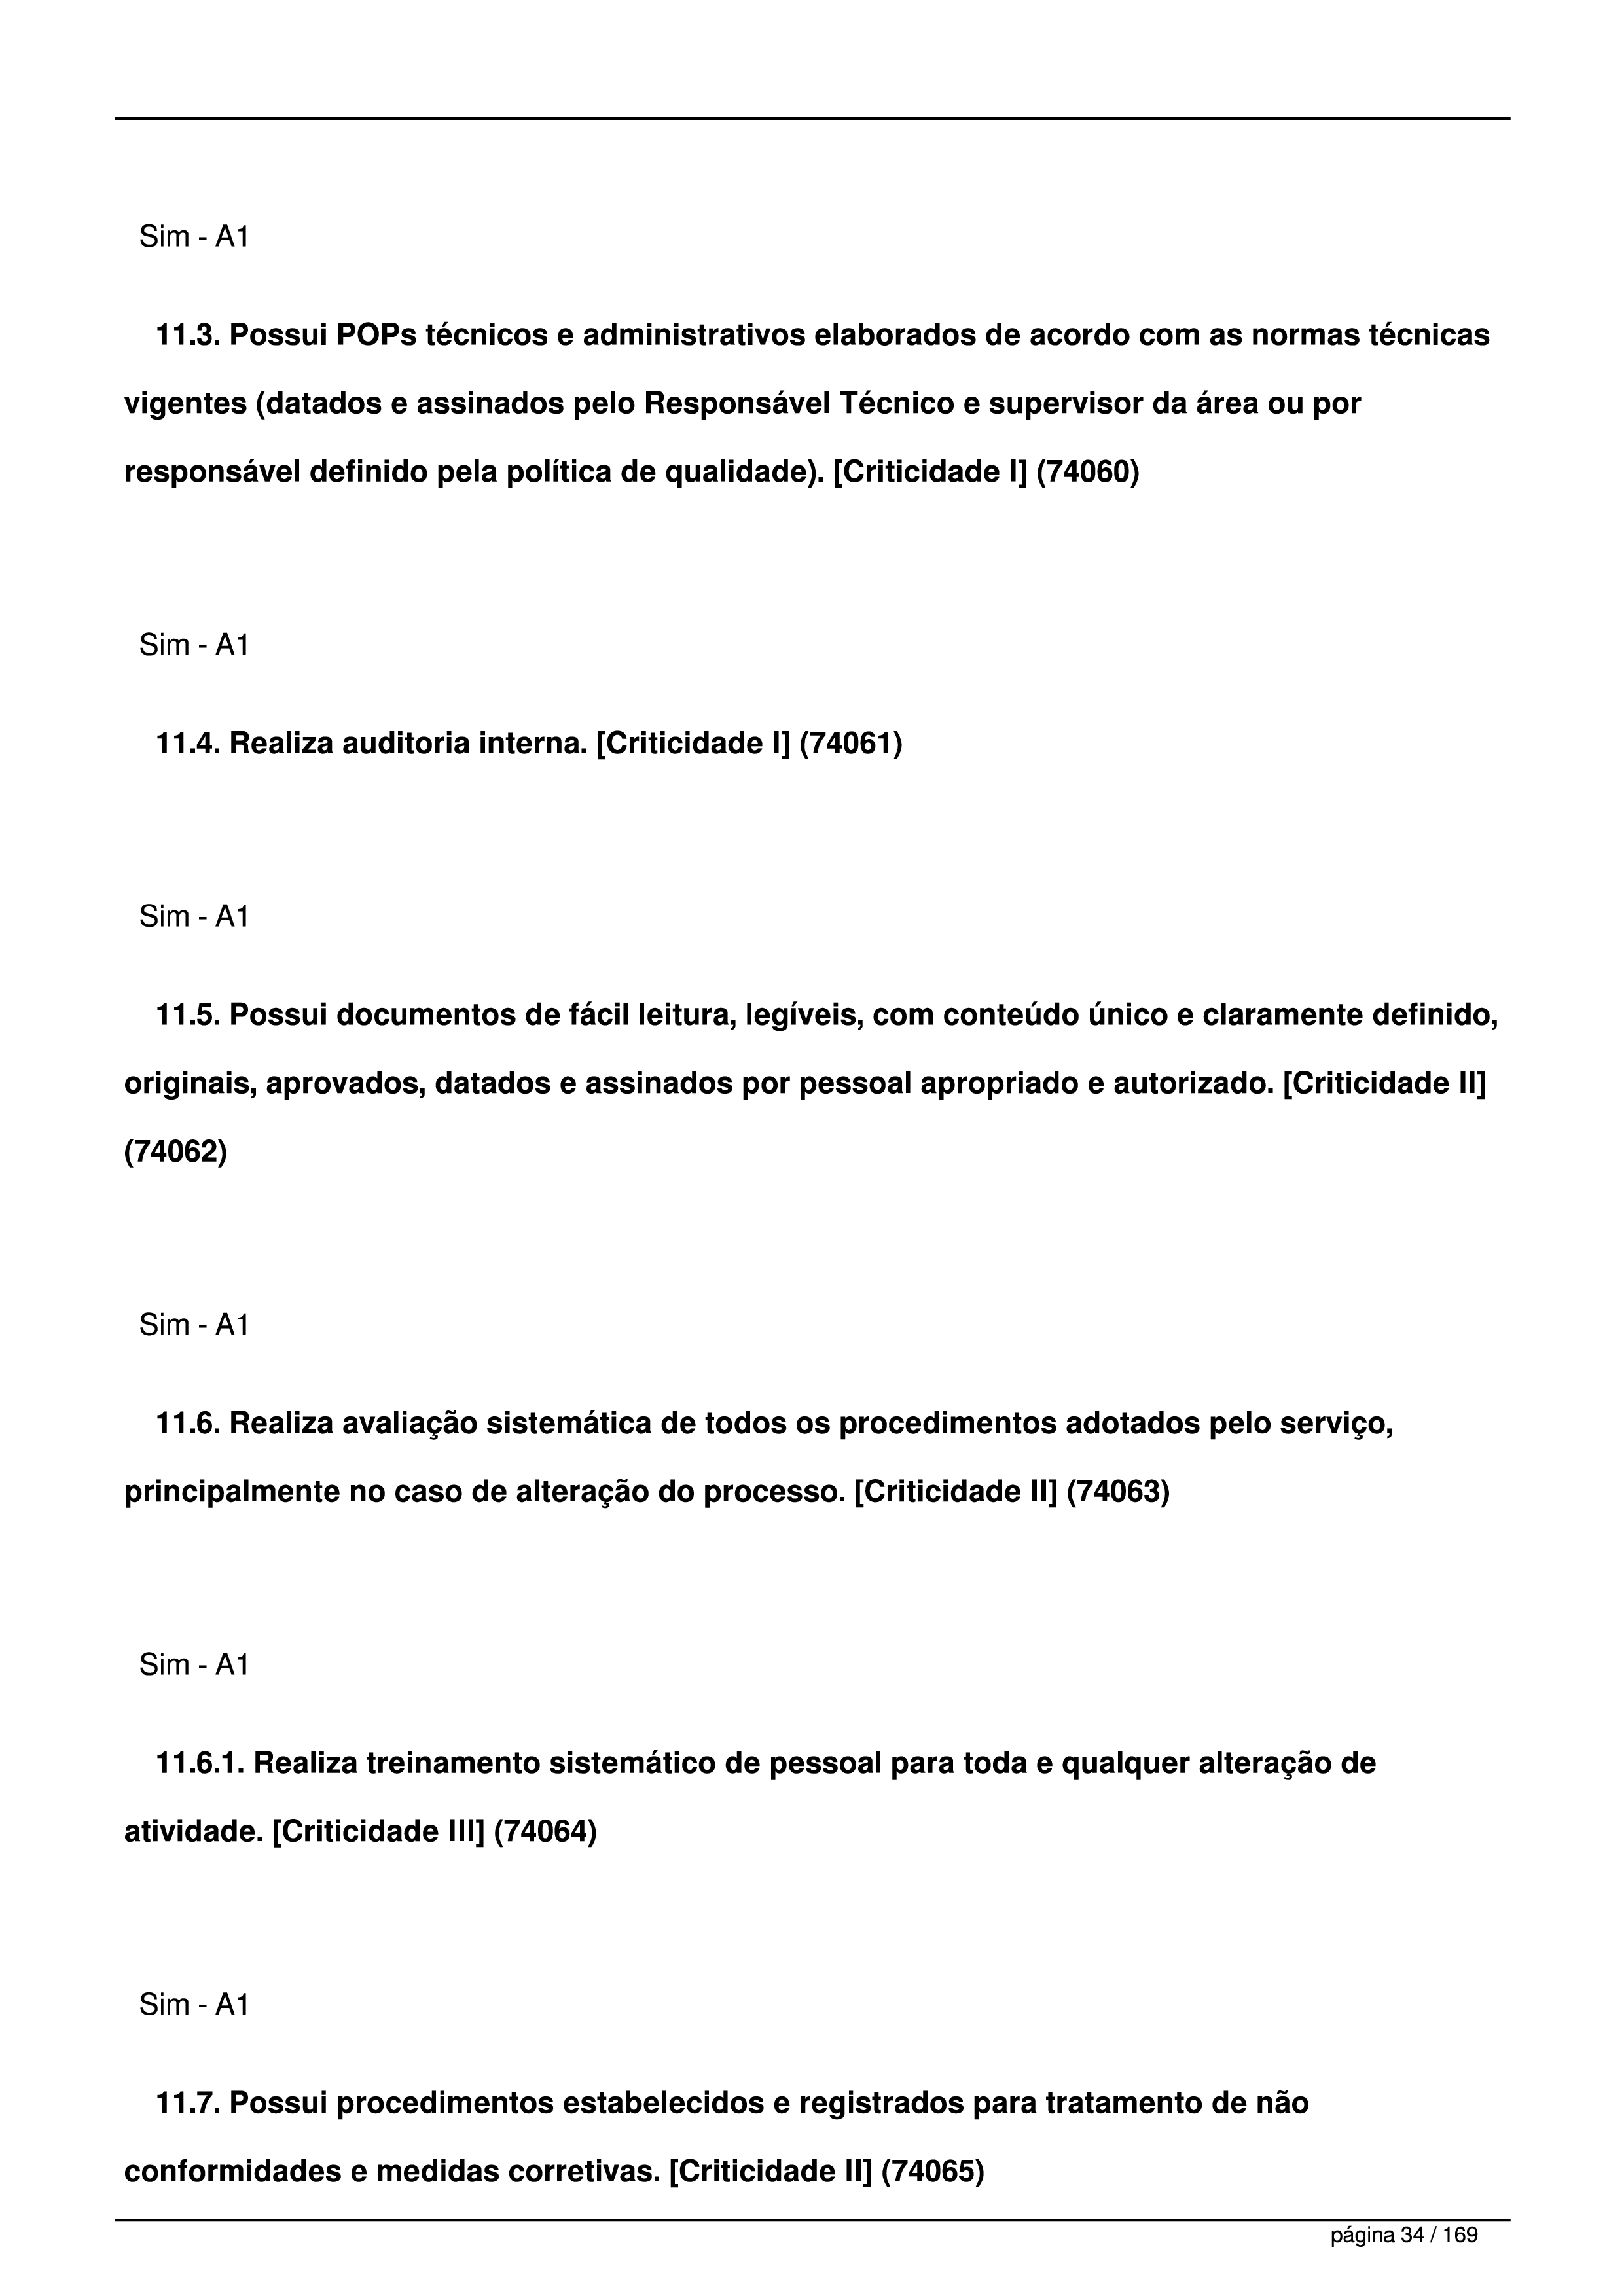 Sim - A1
11.3. Possui POPs técnicos e administrativos elaborados de acordo com as normas técnicas
vigentes (datados e assinados pelo Responsável Técnico e supervisor da área ou por
responsável definido pela política de qualidade). [Criticidade I] (74060)
Sim - A1
11.4. Realiza auditoria interna. [Criticidade I] (74061)
Sim - A1
11.5. Possui documentos de fácil leitura, legíveis, com conteúdo único e claramente definido,
originais, aprovados, datados e assinados por pessoal apropriado e autorizado. [Criticidade II]
(74062)
Sim - A1
11.6. Realiza avaliação sistemática de todos os procedimentos adotados pelo serviço,
principalmente no caso de alteração do processo. [Criticidade II] (74063)
Sim - A1
11.6.1. Realiza treinamento sistemático de pessoal para toda e qualquer alteração de
atividade. [Criticidade III] (74064)
Sim - A1
11.7. Possui procedimentos estabelecidos e registrados para tratamento de não
conformidades e medidas corretivas. [Criticidade II] (74065)
página 34 / 169